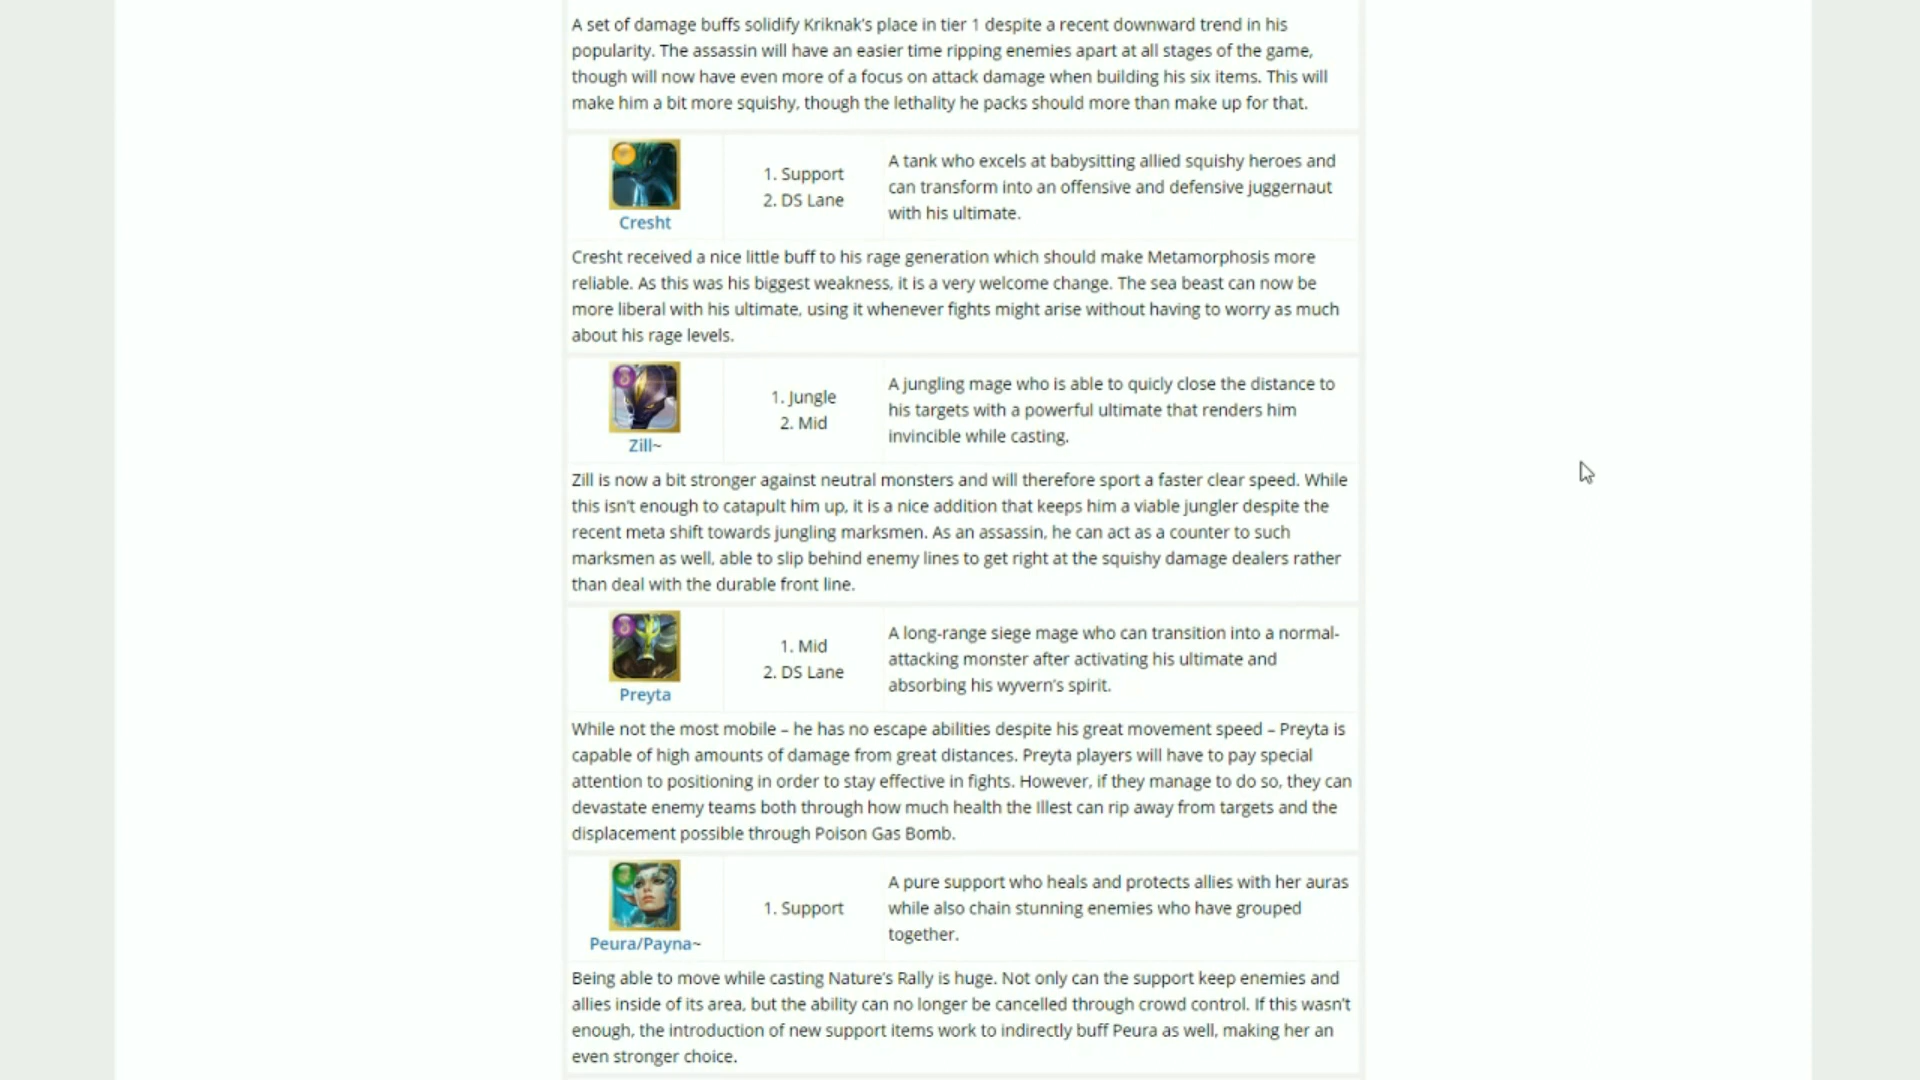 A set of damage buffs solidify Kriknak's place in tier 1 despite a recent downward trend in his
popularity. The assassin will have an easier time ripping enemies apart at all stages of the game,
though will now have even more of a focus on attack damage when building his six items. This will
make him a bit more squishy, though the lethality he packs should more than make up for that.
Cresht
1. Support
2. DS Lane
A tank who excels at babysitting allied squishy heroes and
can transform into an offensive and defensive juggernaut
with his ultimate.
Cresht received a nice little buff to his rage generation which should make Metamorphosis more
reliable. As this was his biggest weakness, it is a very welcome change. The sea beast can now be
more liberal with his ultimate, using it whenever fights might arise without having to worry as much
about his rage levels.
Zill~
1. Jungle
2. Mid
A jungling mage who is able to quicly close the distance to
his targets with a powerful ultimate that renders him
invincible while casting.
Zill is now a bit stronger against neutral monsters and will therefore sport a faster clear speed. While
this isn't enough to catapult him up, it is a nice addition that keeps him a viable jungler despite the
recent meta shift towards jungling marksmen. As an assassin, he can act as a counter to such
marksmen as well, able to slip behind enemy lines to get right at the squishy damage dealers rather
than deal with the durable front line.
Preyta
1. Mid
2. DS Lane
A long-range siege mage who can transition into a normal-
attacking monster after activating his ultimate and
absorbing his wyvern's spirit.
While not the most mobile – he has no escape abilities despite his great movement speed – Preyta is
capable of high amounts of damage from great distances. Preyta players will have to pay special
attention to positioning in order to stay effective in fights. However, if they manage to do so, they can
devastate enemy teams both through how much health the Illest can rip away from targets and the
displacement possible through Poison Gas Bomb.
Peura/Payna~
1. Support
A pure support who heals and protects allies with her auras
while also chain stunning enemies who have grouped
together.
Being able to move while casting Nature's Rally is huge. Not only can the support keep enemies and
allies inside of its area, but the ability can no longer be cancelled through crowd control. If this wasn't
enough, the introduction of new support items work to indirectly buff Peura as well, making her an
even stronger choice.